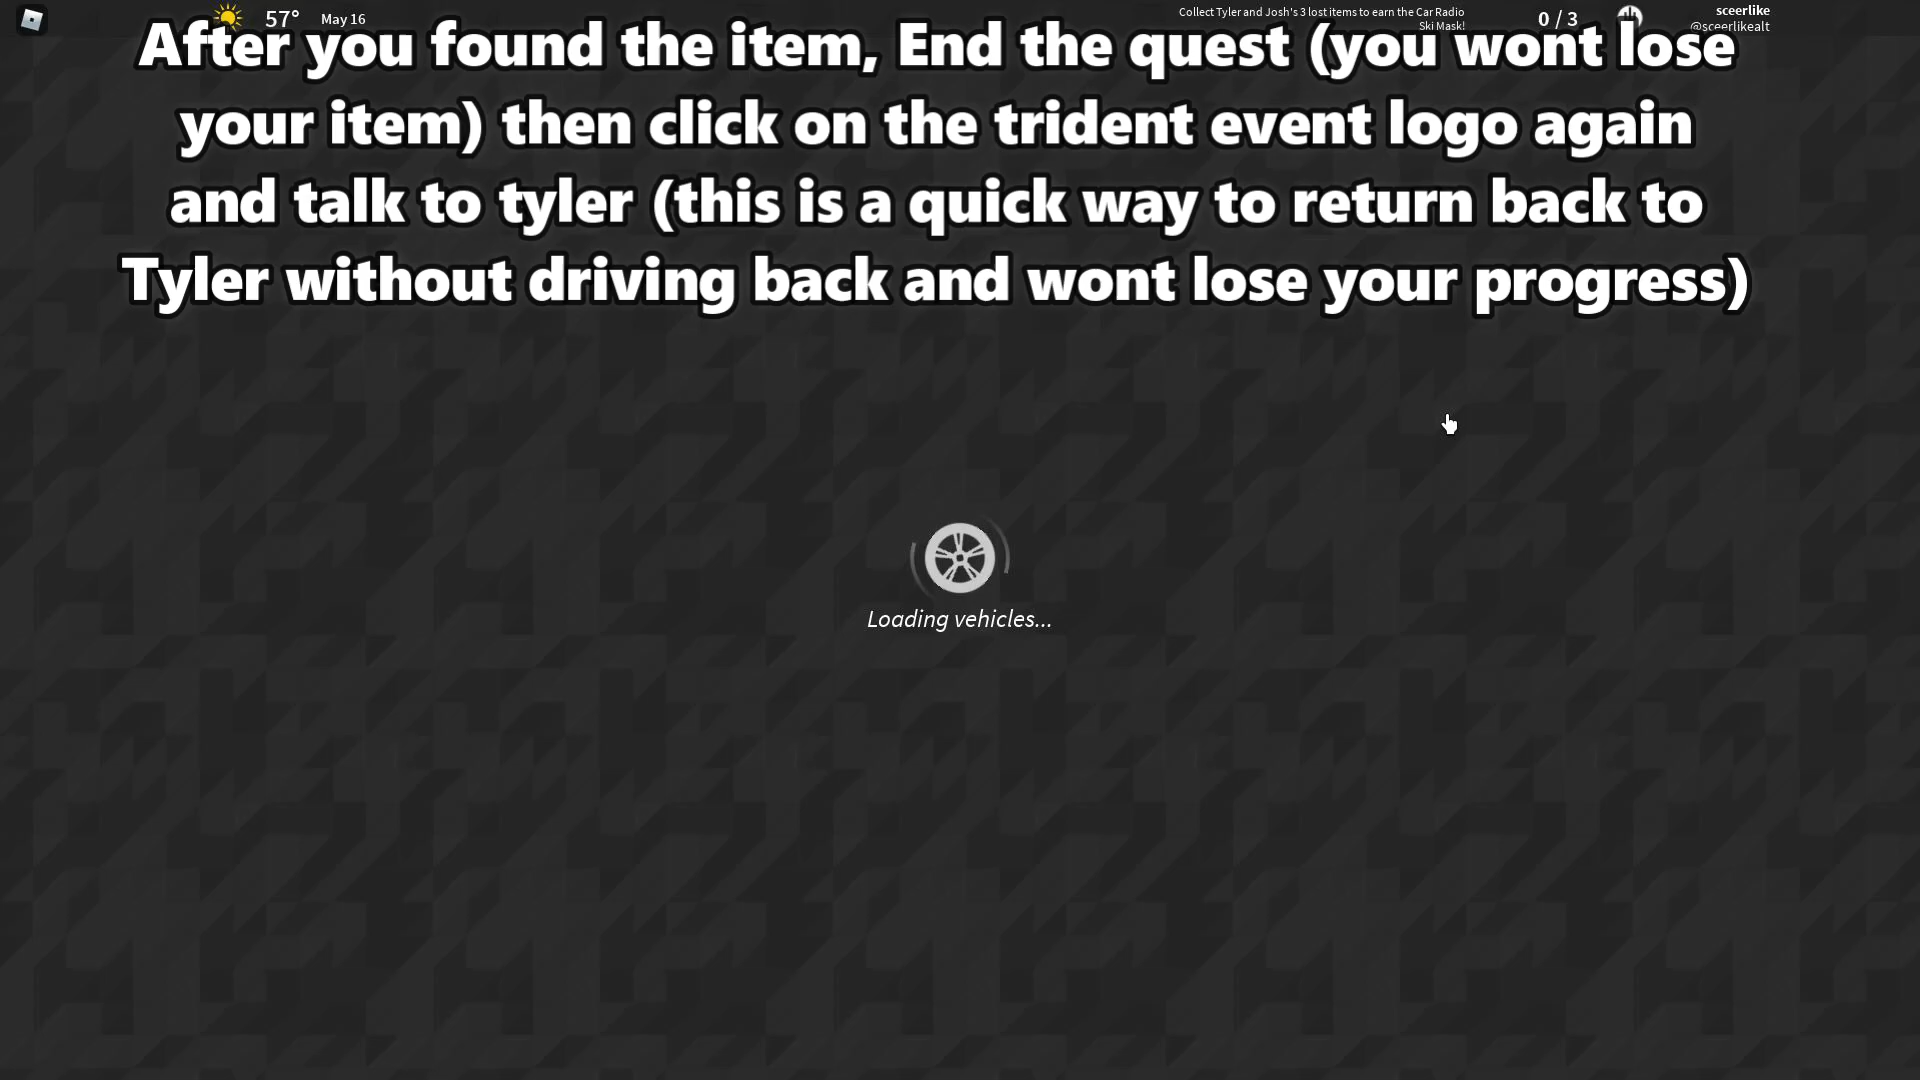 57° May 16
Collect Tyler and Josh's 3 lost items to earn the Car Radio
Ski Mask!
0 / 3
sceerlike
@sceerlikealt
After you found the item, End the quest (you wont lose
your item) then click on the trident event logo again
and talk to tyler (this is a quick way to return back to
Tyler without driving back and wont lose your progress)
Loading vehicles...